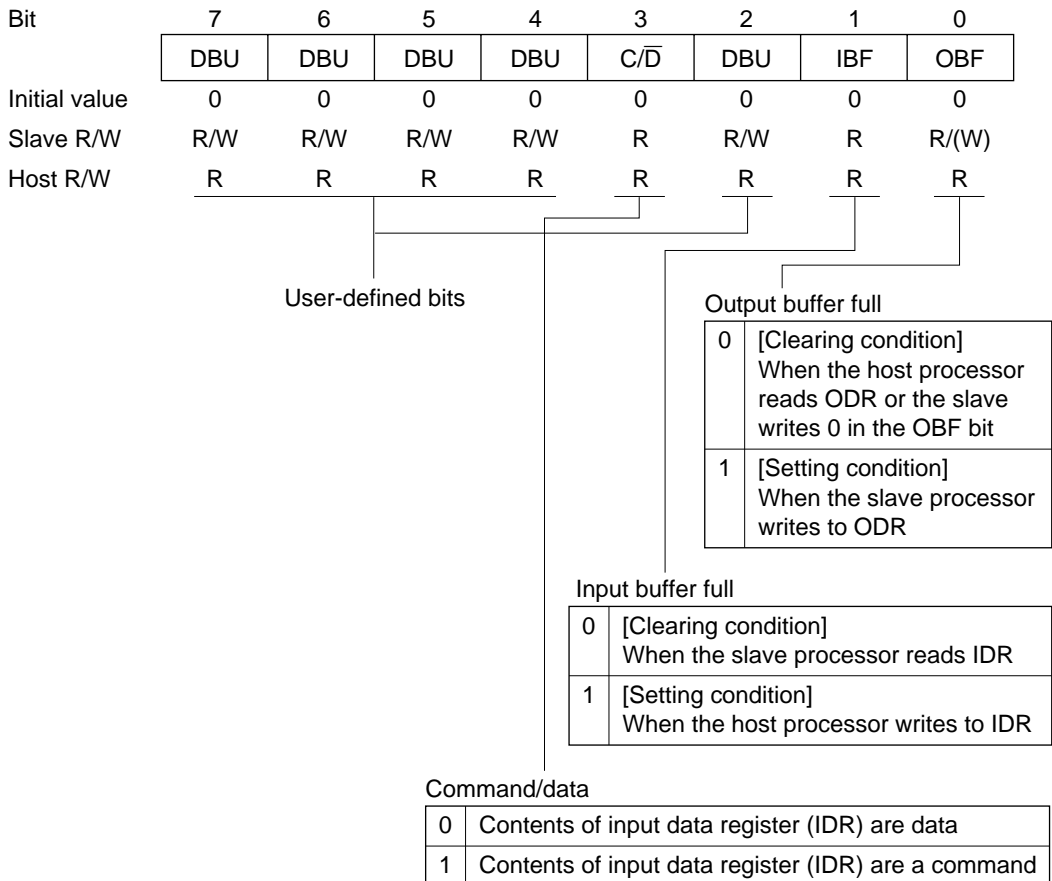 Bit 7 6 5 4 3 2 1 0
DBU DBU DBU DBU C/D̅ DBU IBF OBF
Initial value 0 0 0 0 0 0 0 0
Slave R/W R/W R/W R/W R/W R R/W R R/(W)
Host R/W R R R R R R R R
User-defined bits
Output buffer full
0 [Clearing condition]
When the host processor
reads ODR or the slave
writes 0 in the OBF bit
1 [Setting condition]
When the slave processor
writes to ODR
Input buffer full
0 [Clearing condition]
When the slave processor reads IDR
1 [Setting condition]
When the host processor writes to IDR
Command/data
0 Contents of input data register (IDR) are data
1 Contents of input data register (IDR) are a command